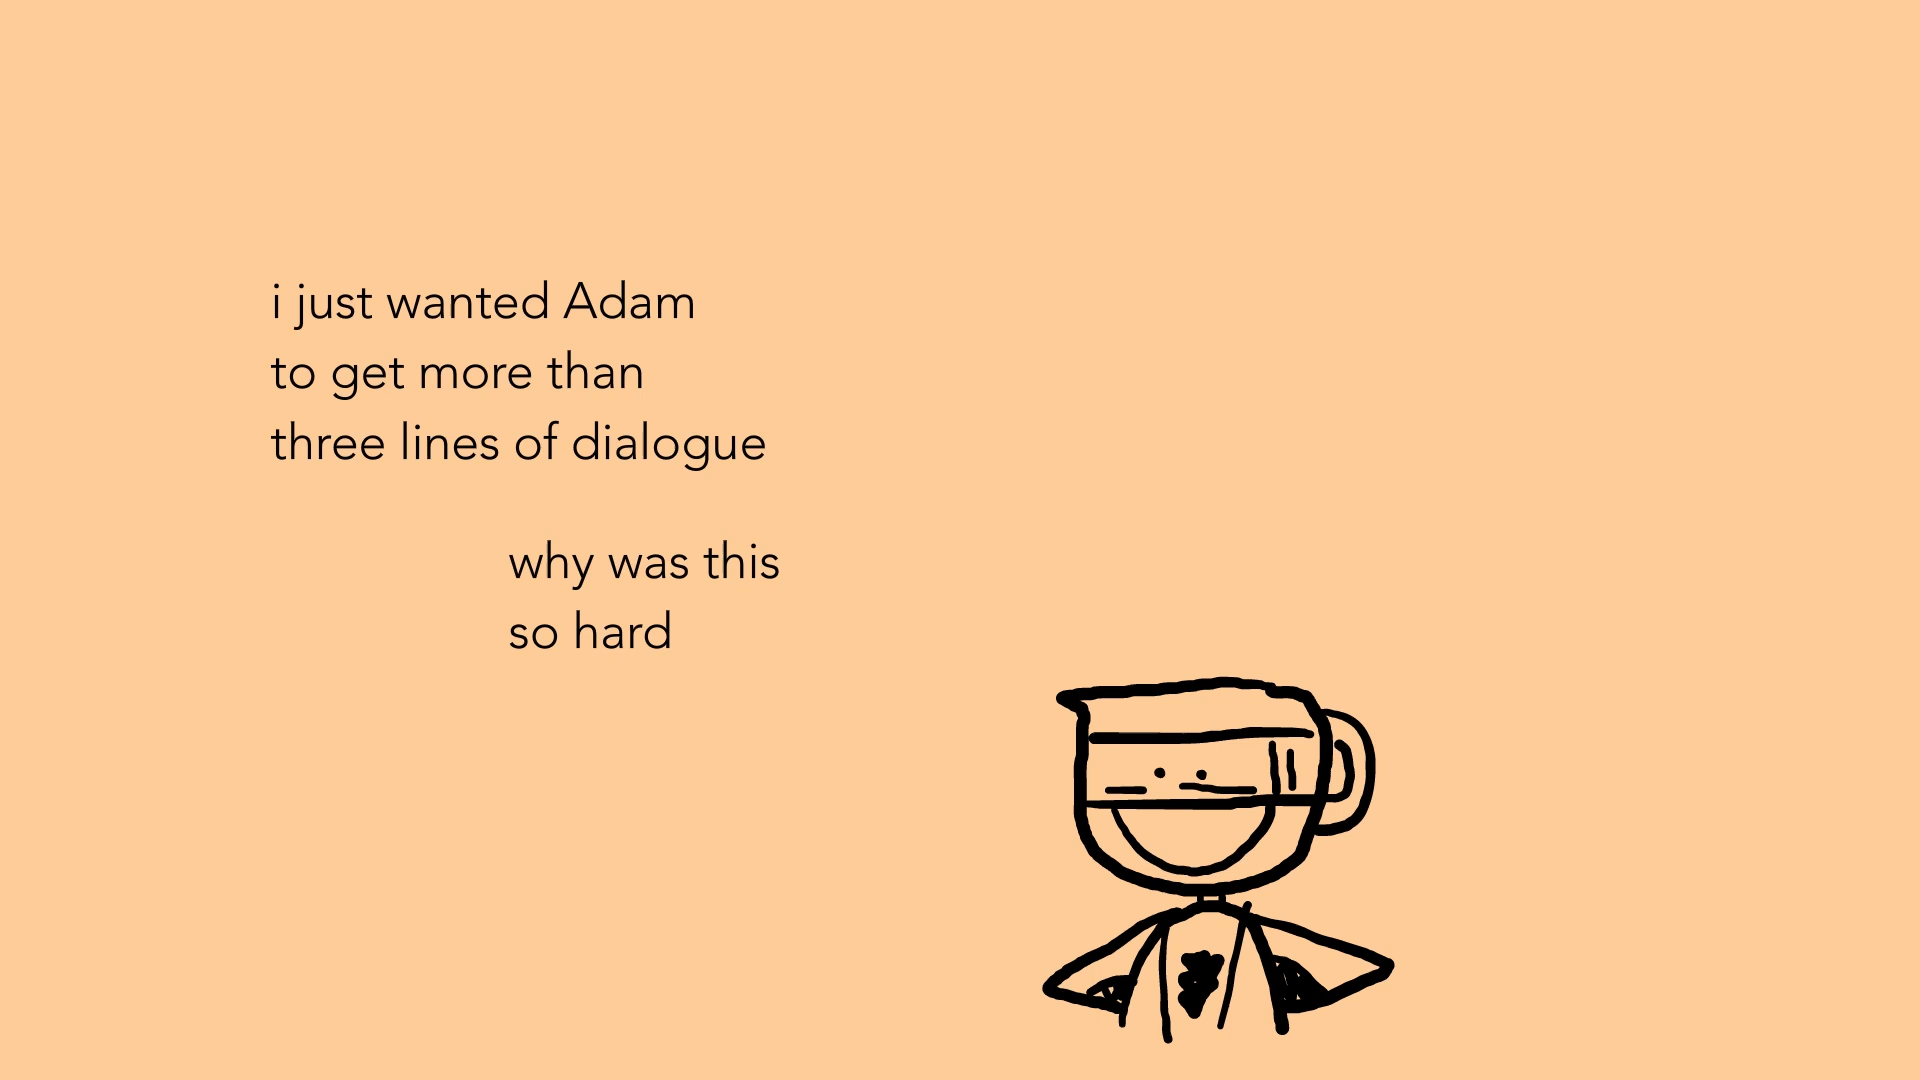 i just wanted Adam
to get more than
three lines of dialogue
why was this
so hard